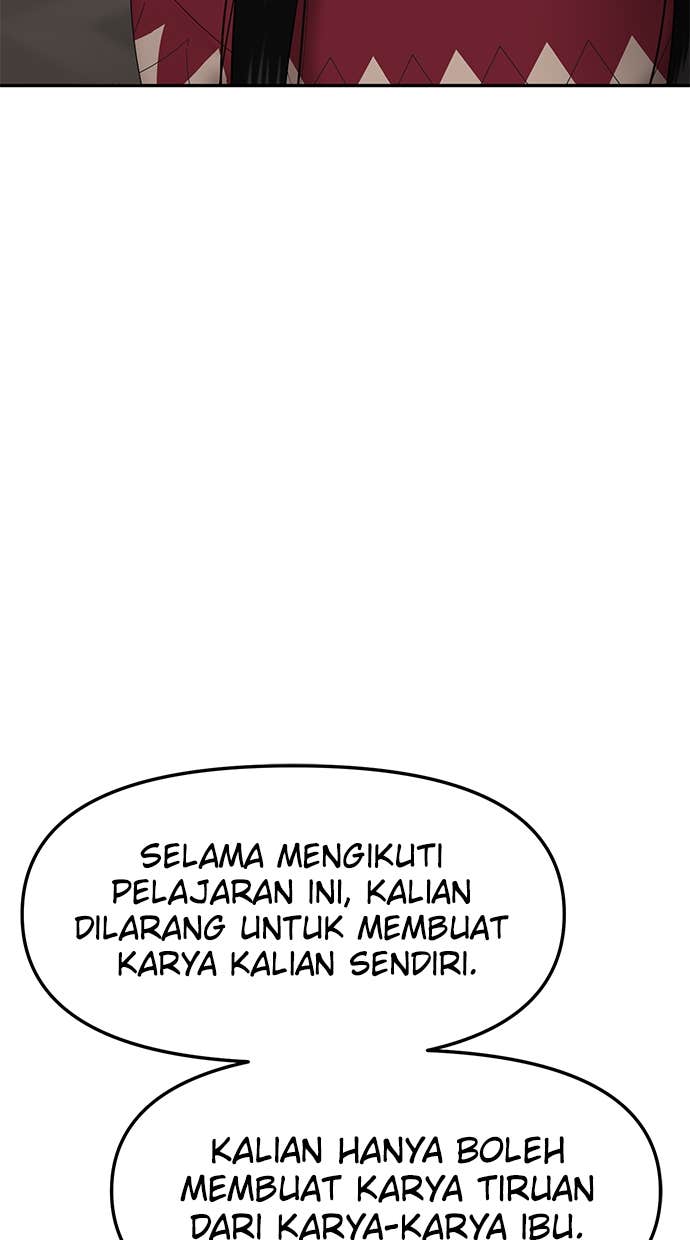 SELAMA MENGIKUTI
PELAJARAN INI, KALIAN
DILARANG UNTUK MEMBUAT
KARYA KALIAN SENDIRI.
KALIAN HANYA BOLEH
MEMBUAT KARYA TIRUAN
DARI KARYA-KARYA IBU.